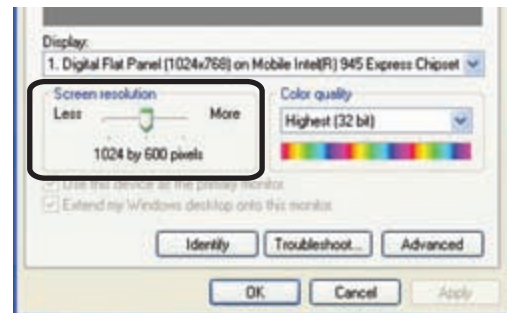 Display:
1. Digital Flat Panel (1024x768) on Mobile Intel(R) 945 Express Chipset
Screen resolution
Less More
1024 by 600 pixels
Color quality
Highest (32 bit)
Use this device as the primary monitor
Extend my Windows desktop onto this monitor
Identify Troubleshoot... Advanced
OK Cancel Apply